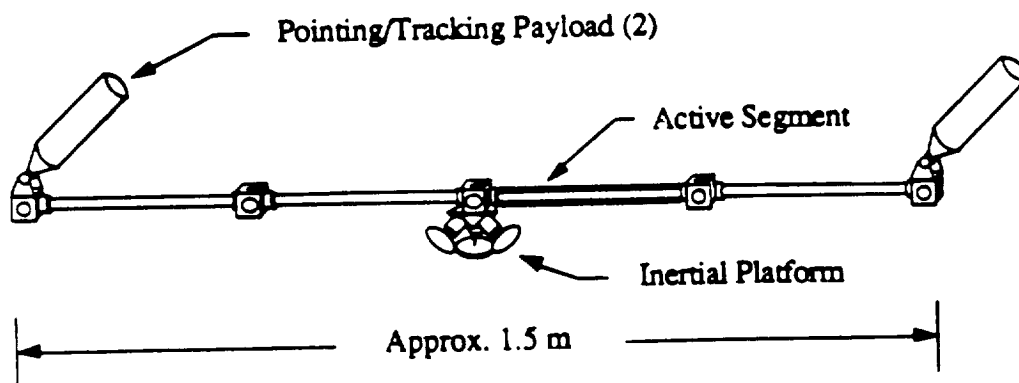 Pointing/Tracking Payload (2)
Active Segment
Inertial Platform
Approx. 1.5 m